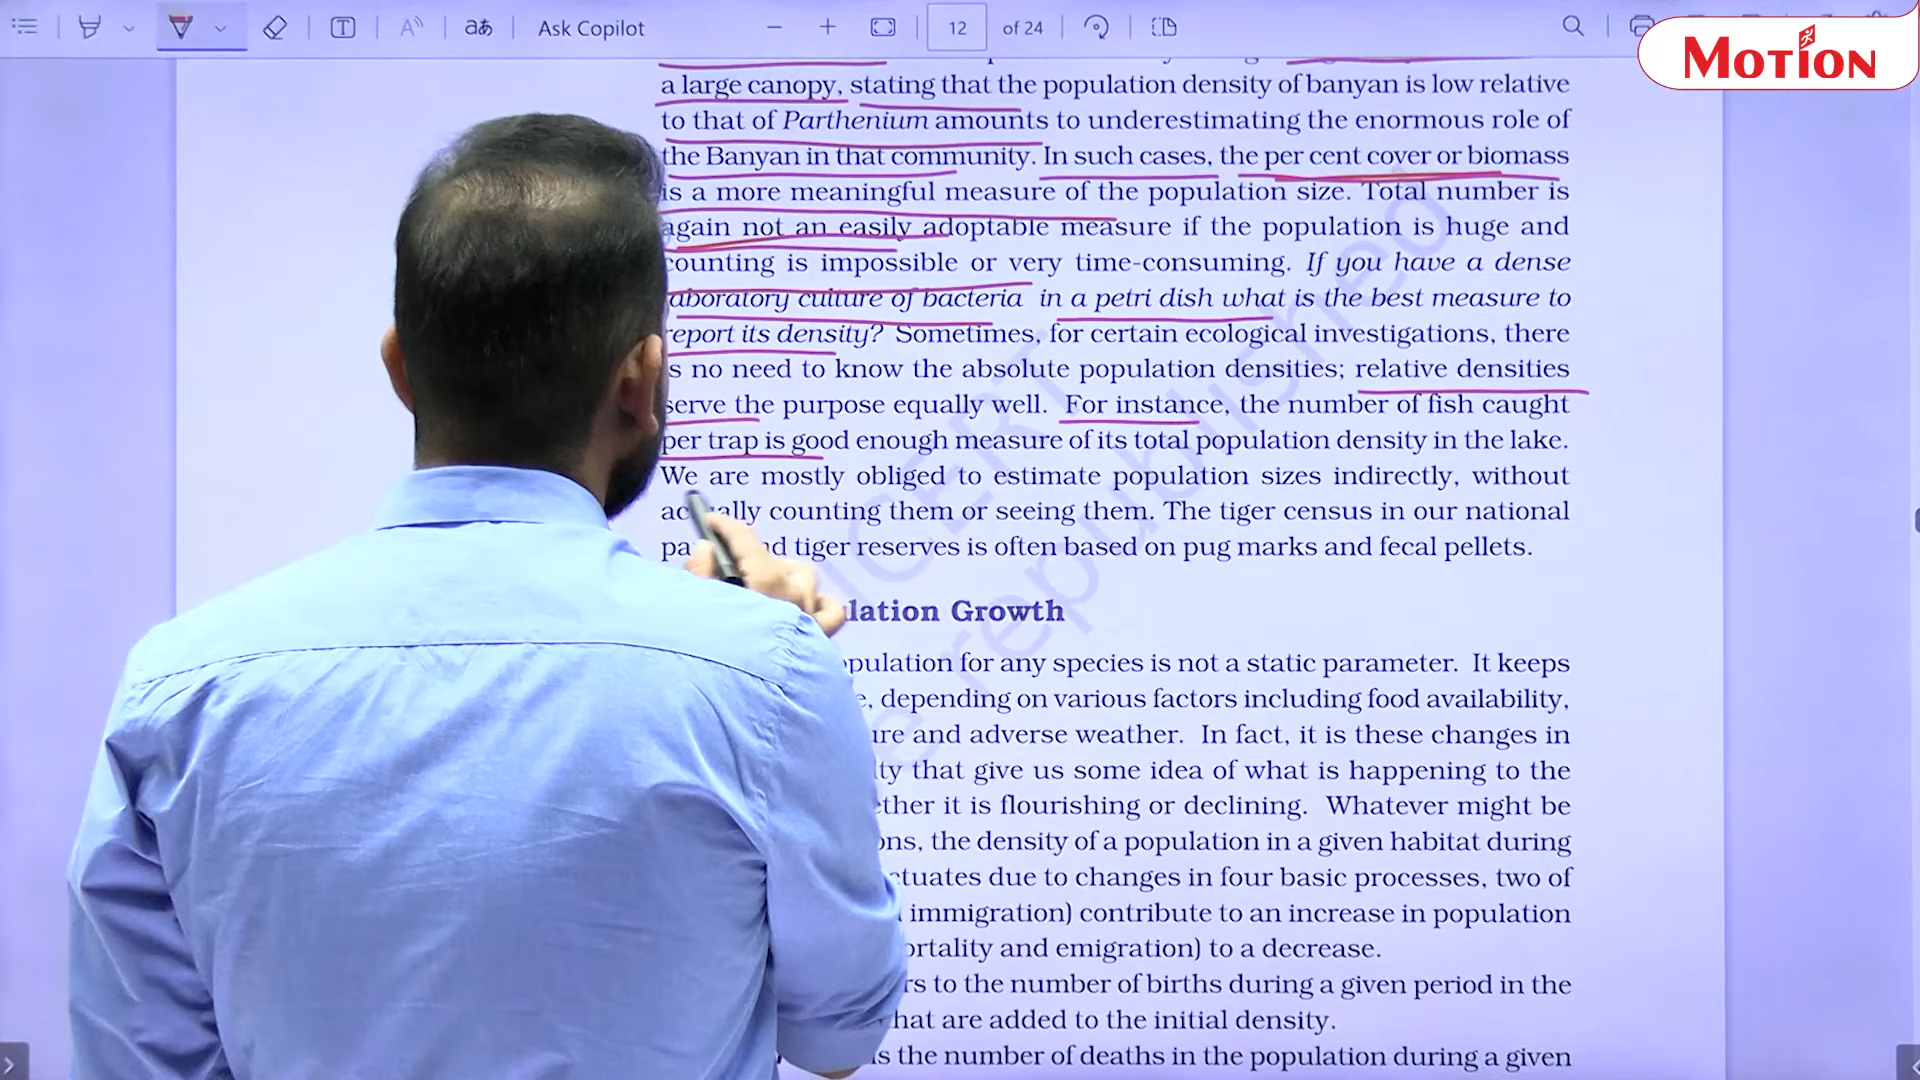 Ask Copilot
12 of 24
MOTION
a large canopy, stating that the population density of banyan is low relative
to that of Parthenium amounts to underestimating the enormous role of
the Banyan in that community. In such cases, the per cent cover or biomass
is a more meaningful measure of the population size. Total number is
again not an easily adoptable measure if the population is huge and
counting is impossible or very time-consuming. If you have a dense
laboratory culture of bacteria in a petri dish what is the best measure to
report its density? Sometimes, for certain ecological investigations, there
is no need to know the absolute population densities; relative densities
serve the purpose equally well. For instance, the number of fish caught
per trap is good enough measure of its total population density in the lake.
We are mostly obliged to estimate population sizes indirectly, without
actually counting them or seeing them. The tiger census in our national
tiger reserves is often based on pug marks and fecal pellets.
Growth
population for any species is not a static parameter. It keeps
depending on various factors including food availability,
and adverse weather. In fact, it is these changes in
that give us some idea of what is happening to the
it is flourishing or declining. Whatever might be
the density of a population in a given habitat during
due to changes in four basic processes, two of
immigration) contribute to an increase in population
and emigration) to a decrease.
to the number of births during a given period in the
that are added to the initial density.
the number of deaths in the population during a given
NCERT
republished